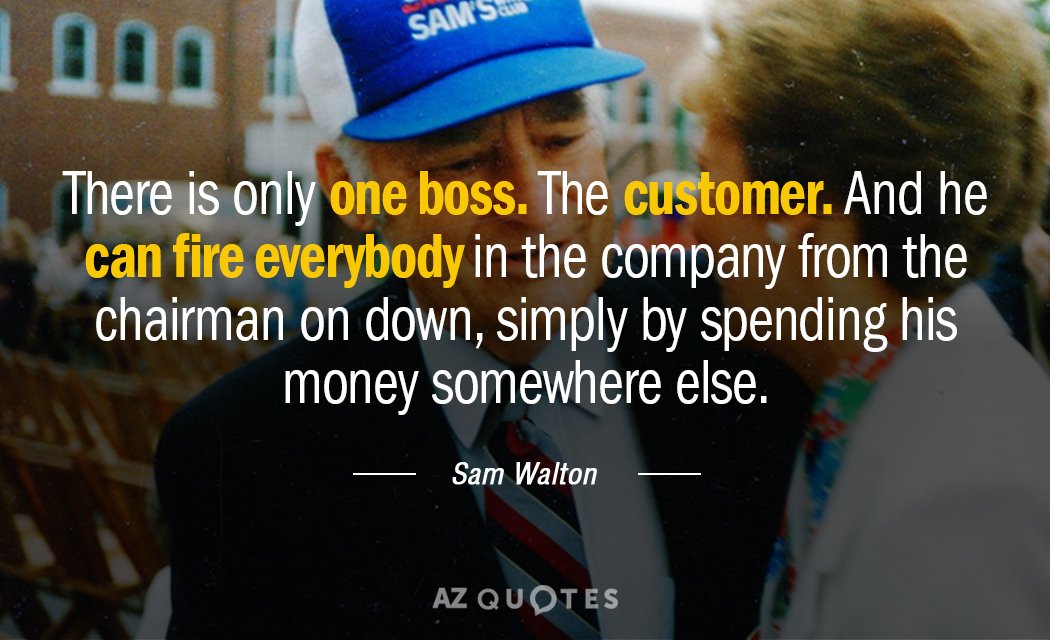 SAM'S
CLUB
There is only one boss. The customer. And he
can fire everybody in the company from the
chairman on down, simply by spending his
money somewhere else.
Sam Walton
AZ QUOTES